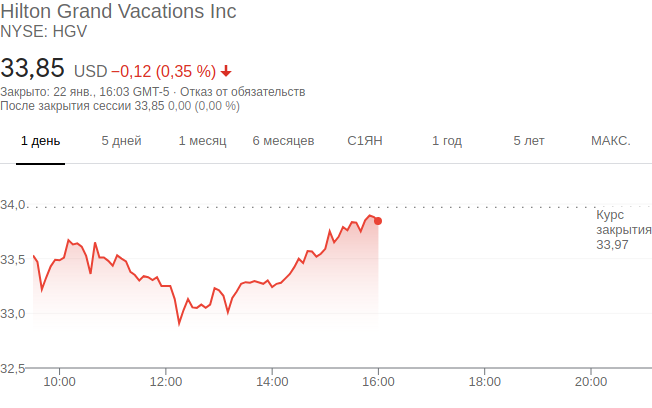 Hilton Grand Vacations Inc
NYSE: HGV
33,85 USD −0,12 (0,35 %)
Закрыто: 22 янв., 16:03 GMT-5 · Отказ от обязательств
После закрытия сессии 33,85 0,00 (0,00 %)
1 день 5 дней 1 месяц 6 месяцев С1ЯН 1 год 5 лет МАКС.
34,0
Курс
закрытия
33,97
33,5
33,0
32,5
10:00 12:00 14:00 16:00 18:00 20:00